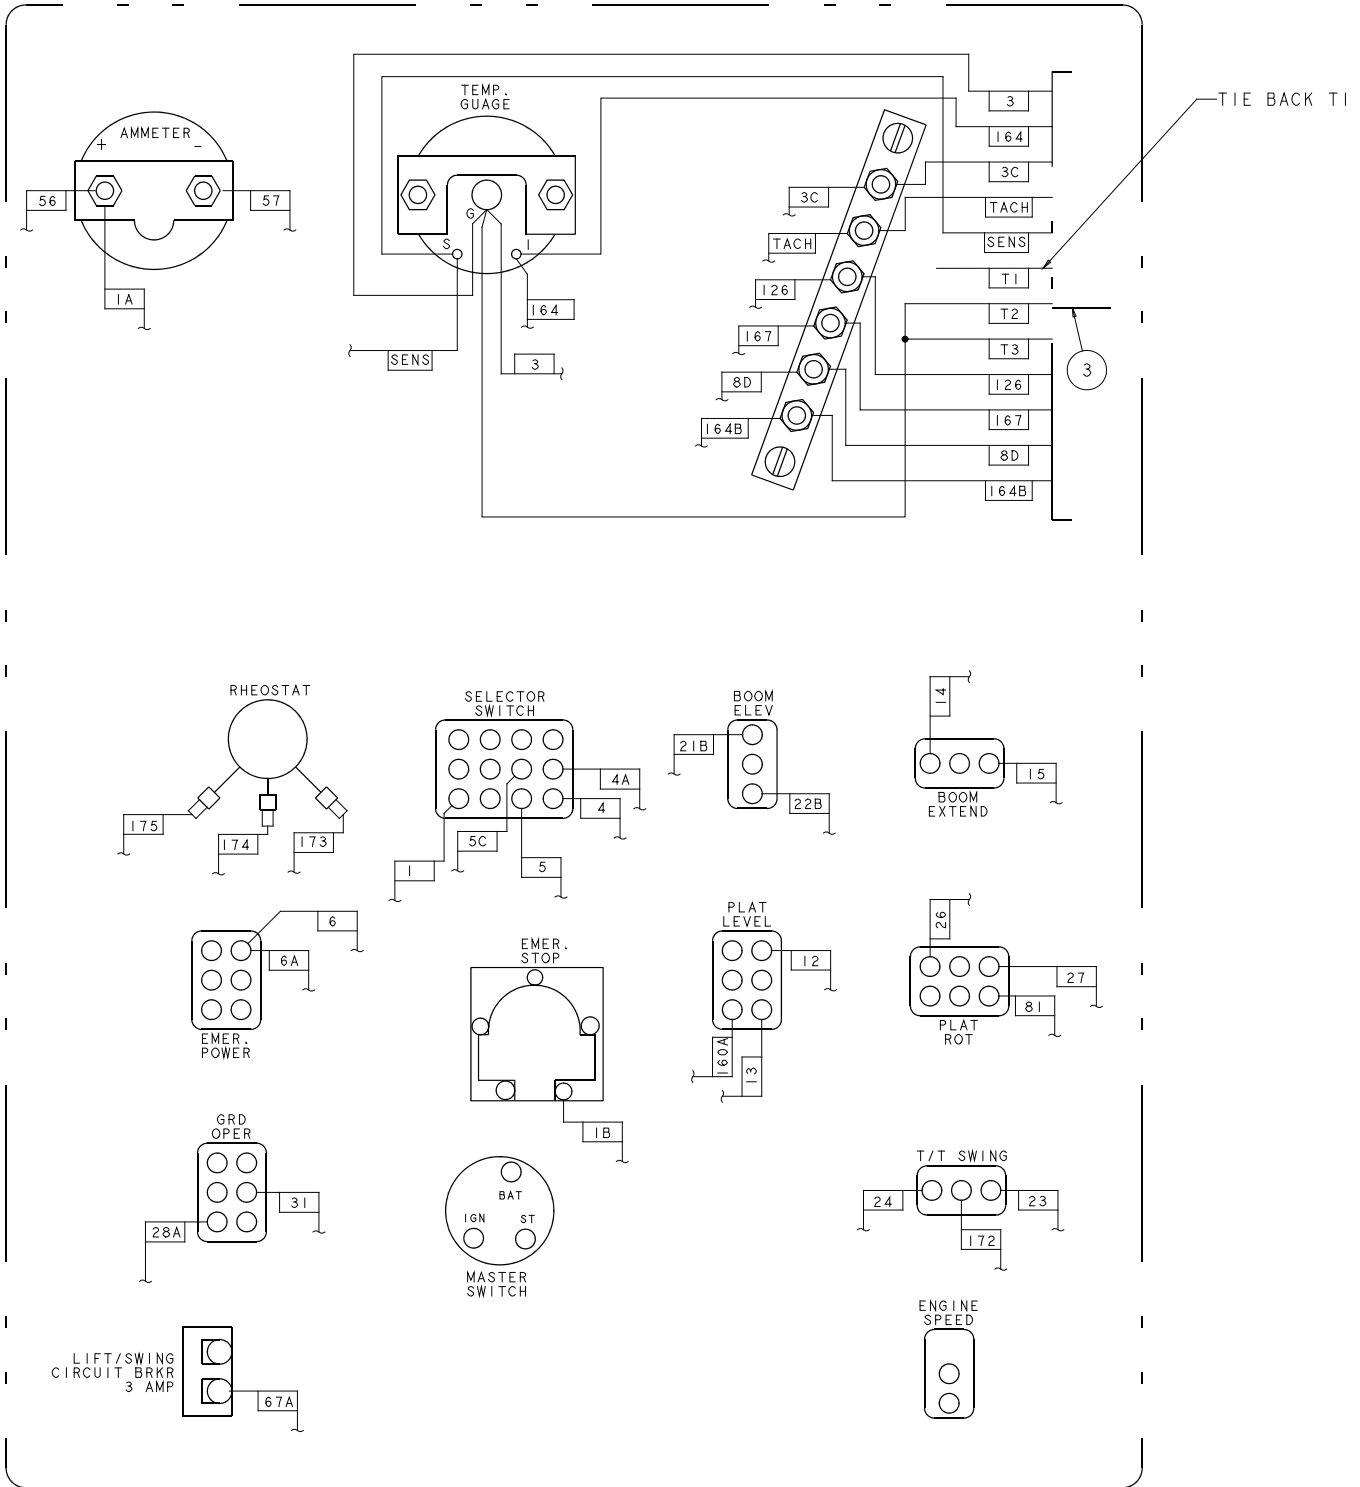 AMMETER
+ -
56
57
1A
TEMP.
GUAGE
G
S I
164
SENS
3
3C
TACH
126
167
8D
164B
3
164
3C
TACH
SENS
T1
T2
T3
126
167
8D
164B
TIE BACK T1
3
RHEOSTAT
175
174
173
SELECTOR
SWITCH
4A
4
5C
5
1
BOOM
ELEV
21B
22B
14
15
BOOM
EXTEND
6
6A
EMER.
POWER
EMER.
STOP
1B
PLAT
LEVEL
12
160A
13
26
27
81
PLAT
ROT
GRD
OPER
31
28A
BAT
IGN ST
MASTER
SWITCH
T/T SWING
24
23
172
LIFT/SWING
CIRCUIT BRKR
3 AMP
67A
ENGINE
SPEED